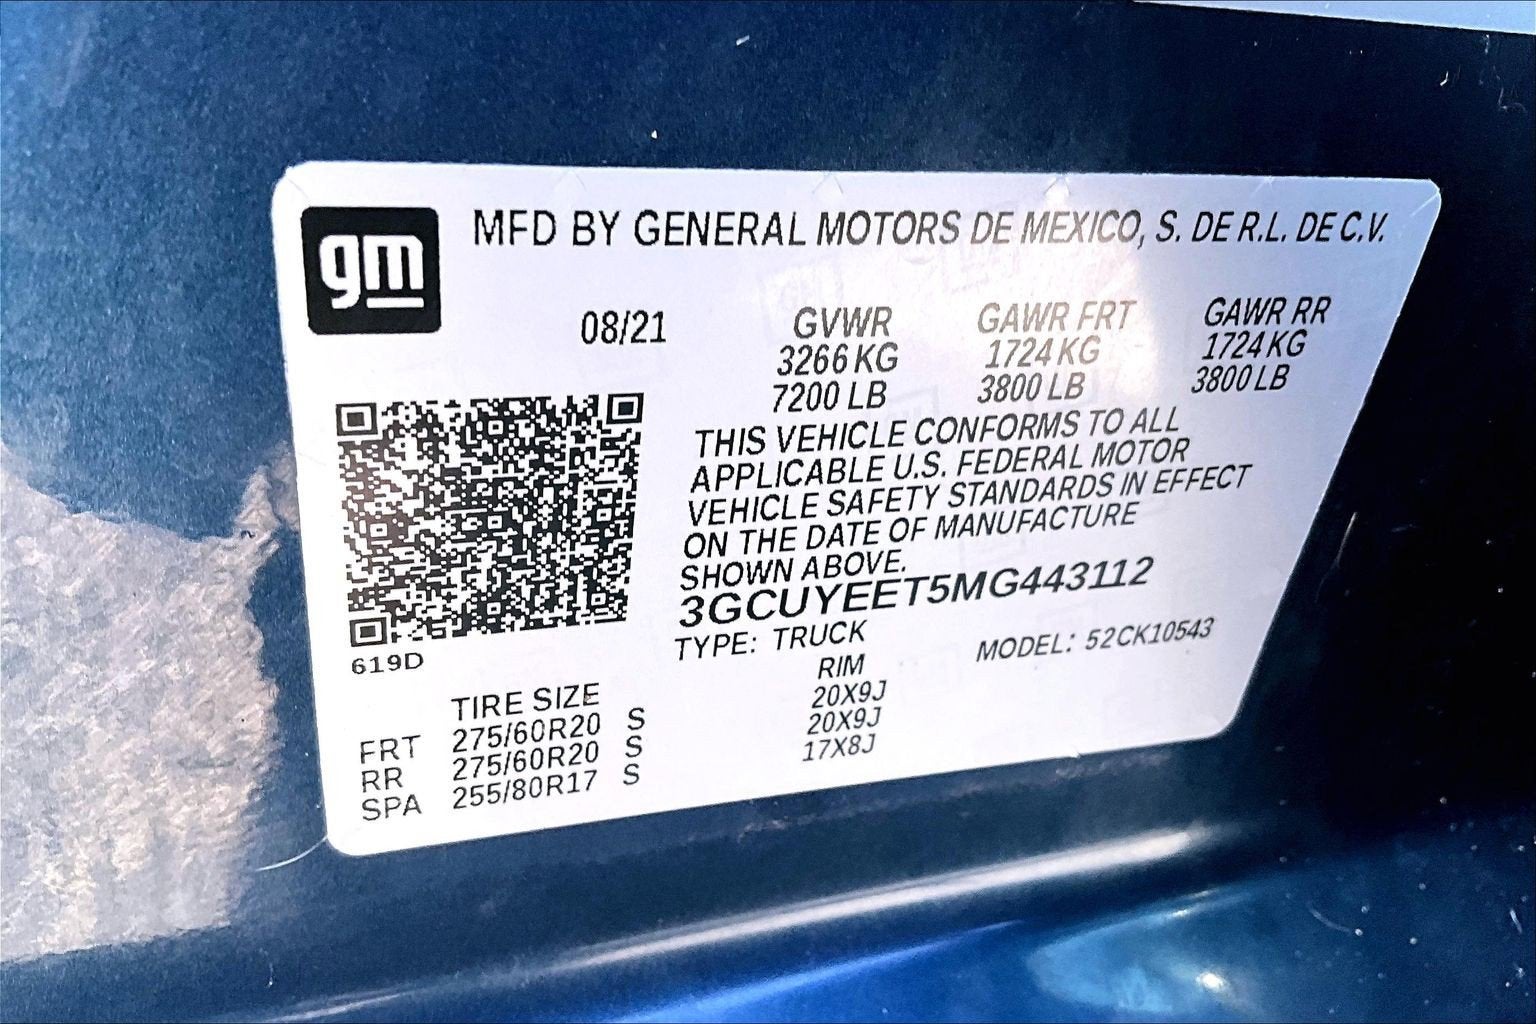 gm
MFD BY GENERAL MOTORS DE MEXICO, S. DE R.L. DE C.V.
08/21 GVWR GAWR FRT GAWR RR
3266 KG 1724 KG 1724 KG
7200 LB 3800 LB 3800 LB
THIS VEHICLE CONFORMS TO ALL
APPLICABLE U.S. FEDERAL MOTOR
VEHICLE SAFETY STANDARDS IN EFFECT
ON THE DATE OF MANUFACTURE
SHOWN ABOVE.
3GCUYEET5MG443112
619D TYPE: TRUCK MODEL: 52CK10543
TIRE SIZE RIM
FRT 275/60R20 S 20X9J
RR 275/60R20 S 20X9J
SPA 255/80R17 S 17X8J